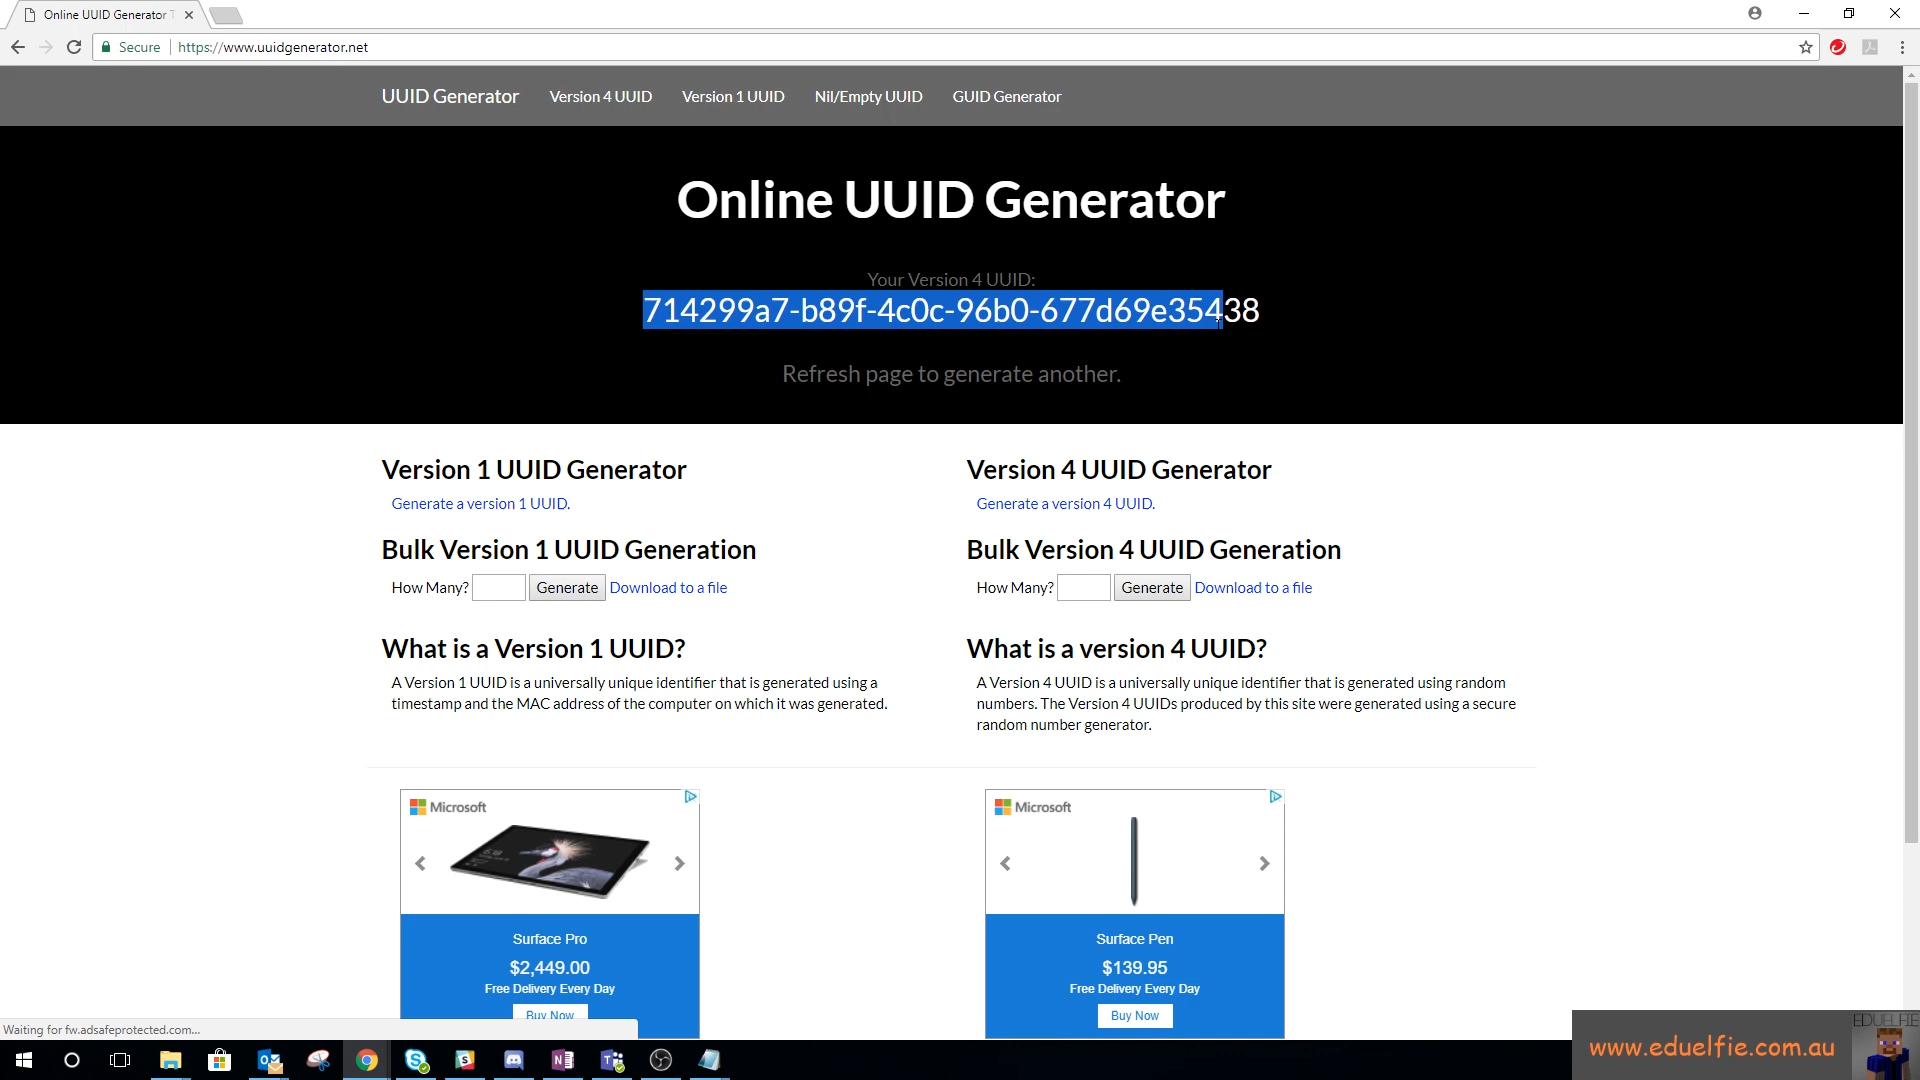 Online UUID Generator T
Secure
https://www.uuidgenerator.net
UUID Generator
Version 4 UUID
Version 1 UUID
Nil/Empty UUID
GUID Generator
Online UUID Generator
Your Version 4 UUID:
714299a7-b89f-4c0c-96b0-677d69e35438
Refresh page to generate another.
Version 1 UUID Generator
Generate a version 1 UUID.
Bulk Version 1 UUID Generation
How Many? Generate Download to a file
What is a Version 1 UUID?
A Version 1 UUID is a universally unique identifier that is generated using a
timestamp and the MAC address of the computer on which it was generated.
Version 4 UUID Generator
Generate a version 4 UUID.
Bulk Version 4 UUID Generation
How Many? Generate Download to a file
What is a version 4 UUID?
A Version 4 UUID is a universally unique identifier that is generated using random
numbers. The Version 4 UUIDs produced by this site were generated using a secure
random number generator.
Microsoft
Surface Pro
$2,449.00
Free Delivery Every Day
Buy Now
Microsoft
Surface Pen
$139.95
Free Delivery Every Day
Buy Now
Waiting for fw.adsafeprotected.com...
EDUELFIE
www.eduelfie.com.au